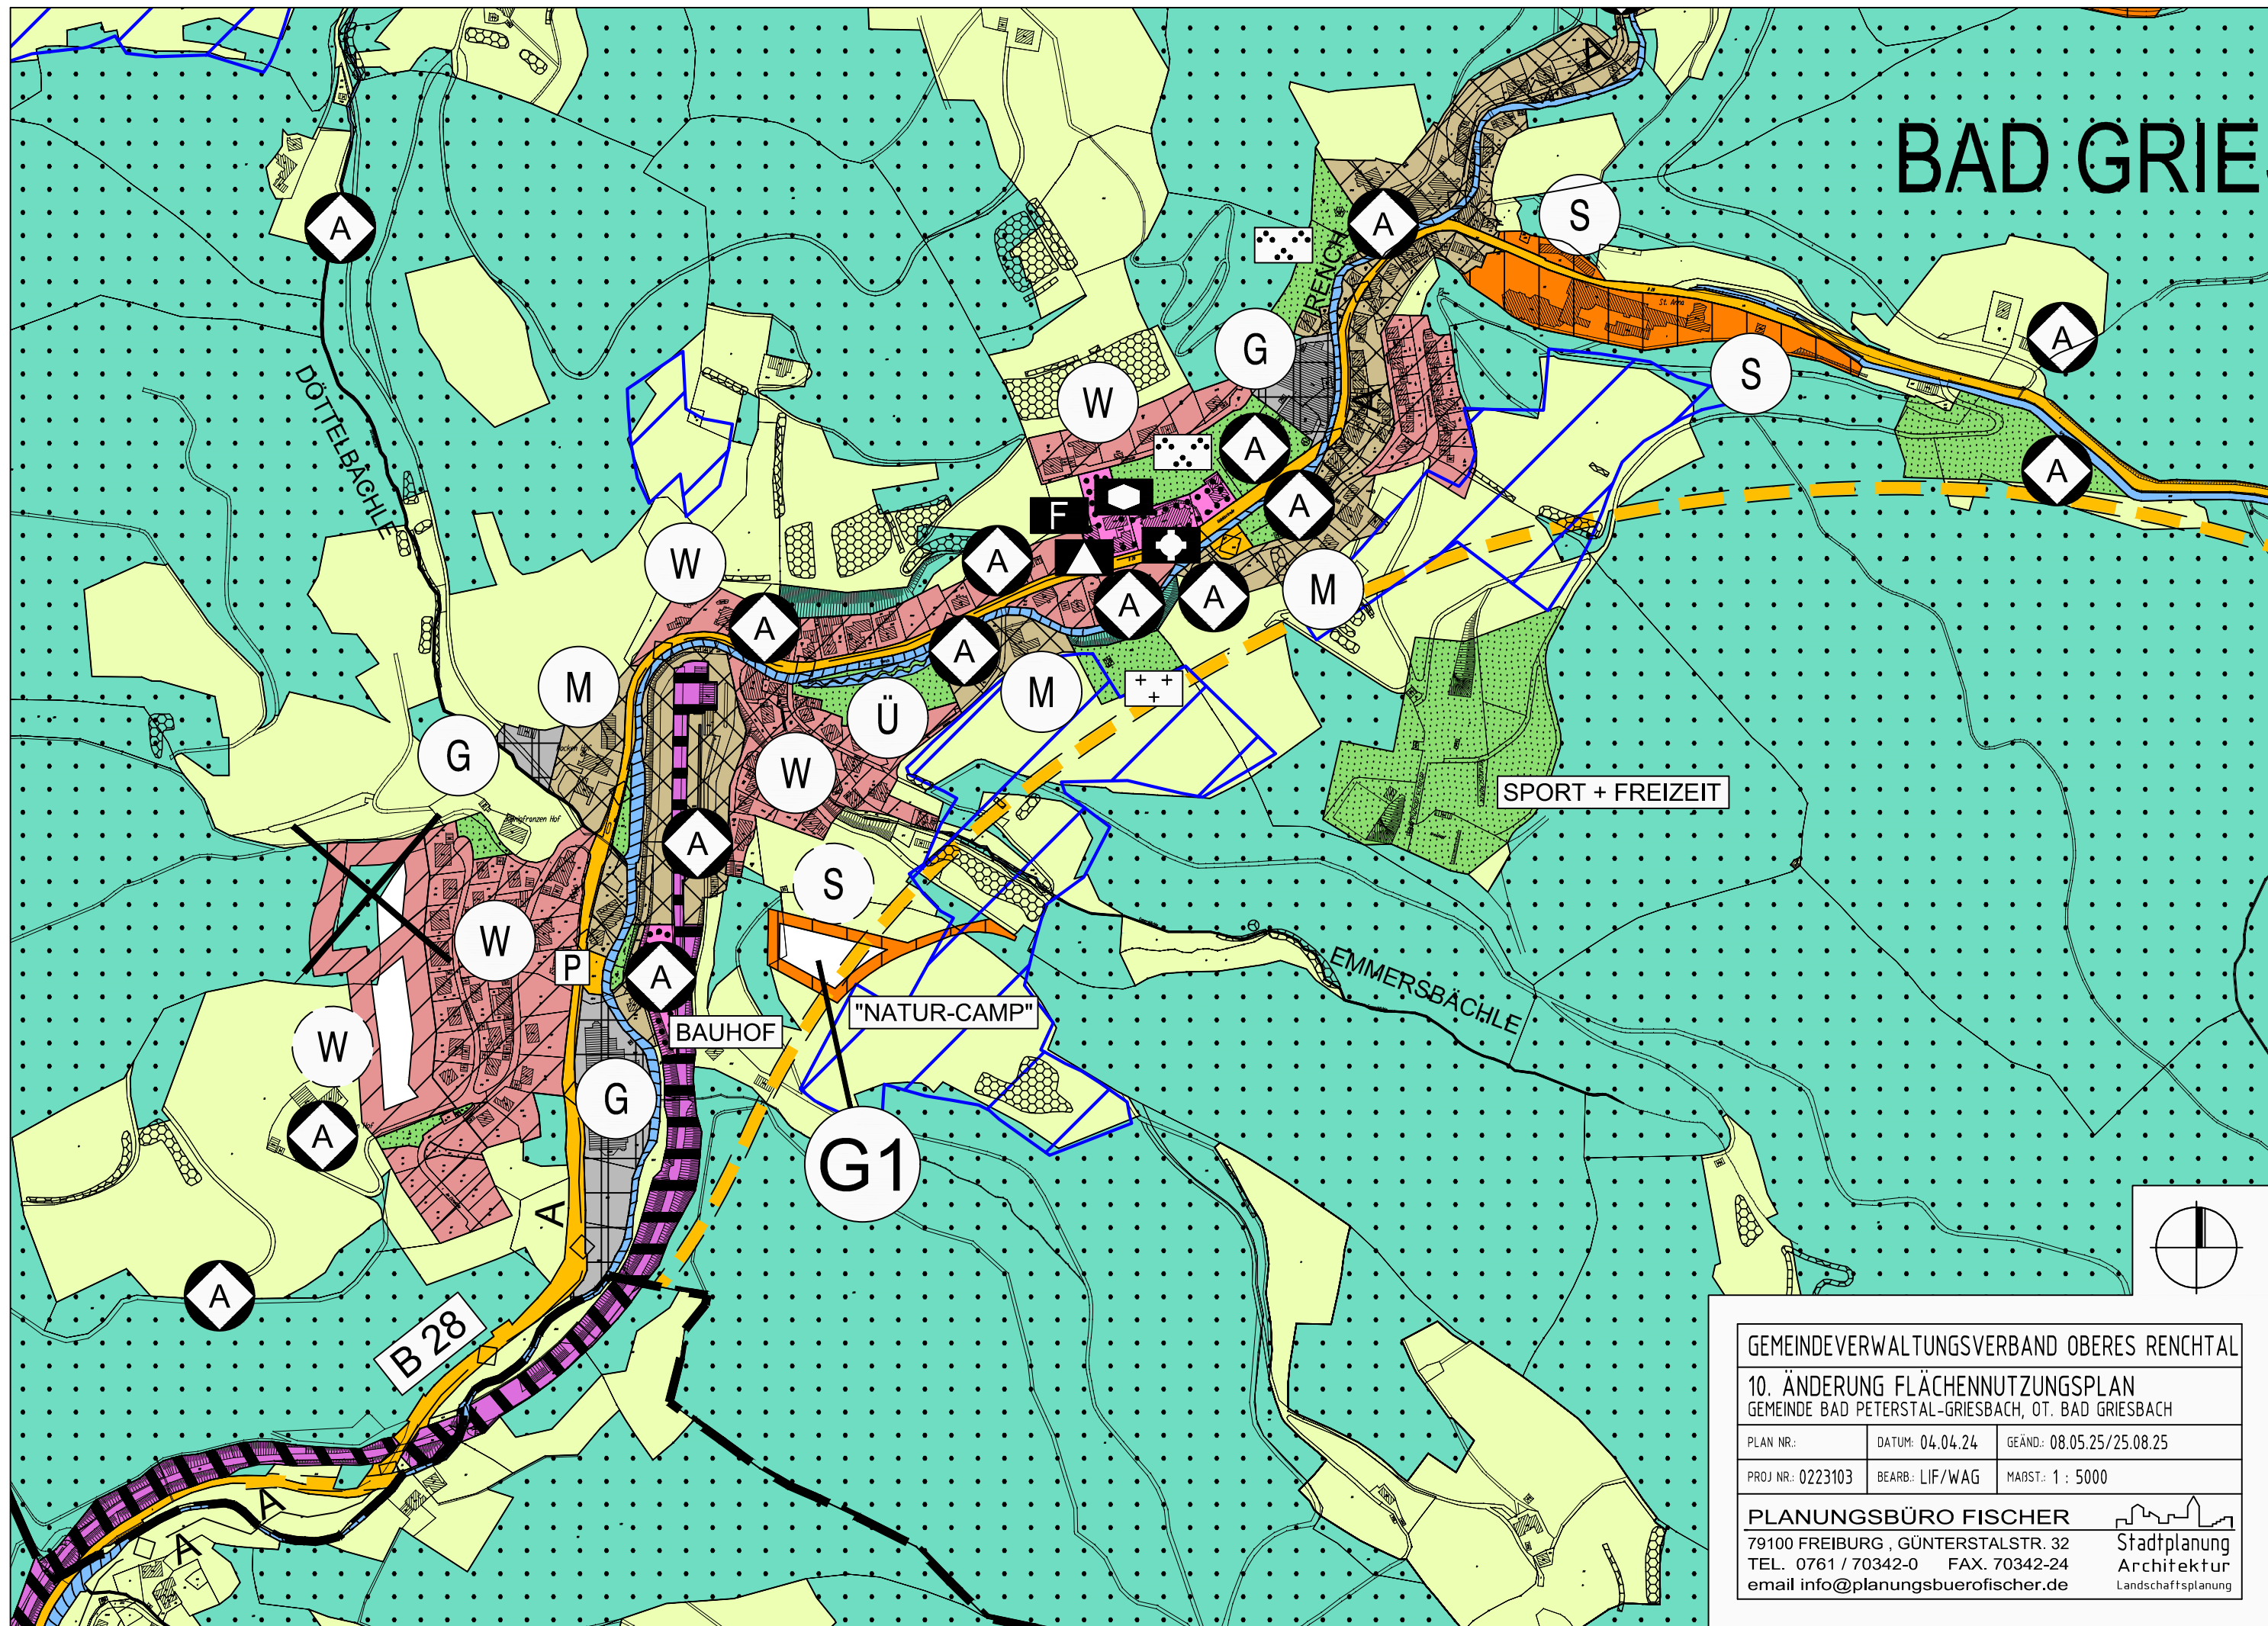 BAD GRIE
A
A
S
A
RENCH
G
S
A
DÖTTELBÄCHLE
St. Anna
W
A
A
A
A
F
A
W
A
A
A
M
A
M
M
Ü
W
G
SPORT + FREIZEIT
A
S
W
P
A
"NATUR-CAMP"
BAUHOF
EMMERSBÄCHLE
W
G
A
G1
A
A
B 28
A
A
GEMEINDEVERWALTUNGSVERBAND OBERES RENCHTAL
10. ÄNDERUNG FLÄCHENNUTZUNGSPLAN
GEMEINDE BAD PETERSTAL-GRIESBACH, OT. BAD GRIESBACH
PLAN NR.: DATUM: 04.04.24 GEÄND.: 08.05.25/25.08.25
PROJ NR.: 0223103 BEARB.: LIF/WAG MAßST.: 1 : 5000
PLANUNGSBÜRO FISCHER
79100 FREIBURG , GÜNTERSTALSTR. 32
TEL. 0761 / 70342-0 FAX. 70342-24
email info@planungsbuerofischer.de
Stadtplanung
Architektur
Landschaftsplanung